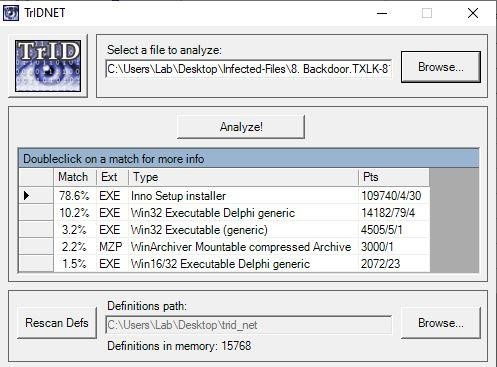 TrIDNET
TrID
Select a file to analyze:
C:\Users\Lab\Desktop\Infected-Files\8. Backdoor.TXLK-8
Browse...
Analyze!
Doubleclick on a match for more info
Match Ext Type Pts
78.6% EXE Inno Setup installer 109740/4/30
10.2% EXE Win32 Executable Delphi generic 14182/79/4
3.2% EXE Win32 Executable (generic) 4505/5/1
2.2% MZP WinArchiver Mountable compressed Archive 3000/1
1.5% EXE Win16/32 Executable Delphi generic 2072/23
Rescan Defs
Definitions path:
C:\Users\Lab\Desktop\trid_net
Browse...
Definitions in memory: 15768